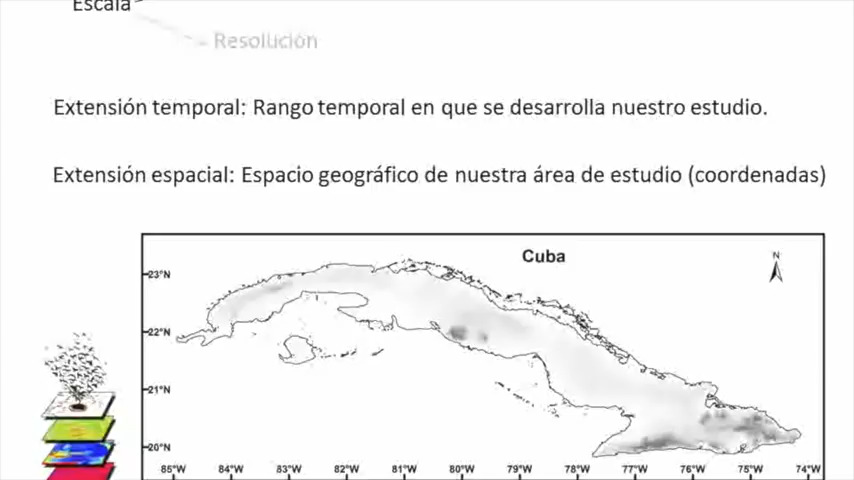 Escala
Resolución
Extensión temporal: Rango temporal en que se desarrolla nuestro estudio.
Extensión espacial: Espacio geográfico de nuestra área de estudio (coordenadas)
Cuba
N
23°N
22°N
21°N
20°N
85°W 84°W 83°W 82°W 81°W 80°W 79°W 78°W 77°W 76°W 75°W 74°W